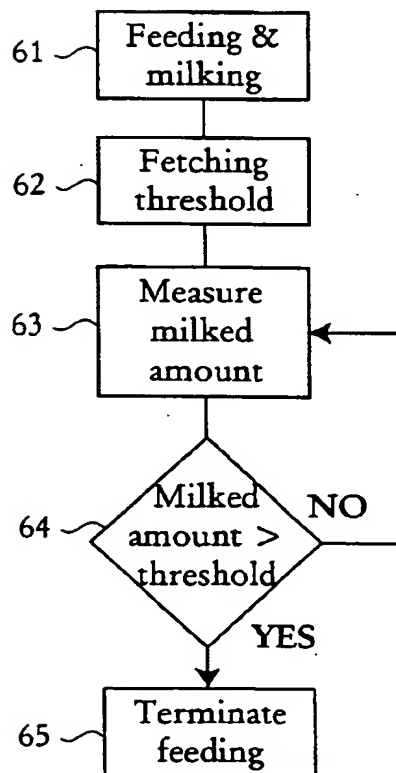 61
Feeding &
milking
62
Fetching
threshold
63
Measure
milked
amount
64
Milked
amount >
threshold
NO
YES
65
Terminate
feeding